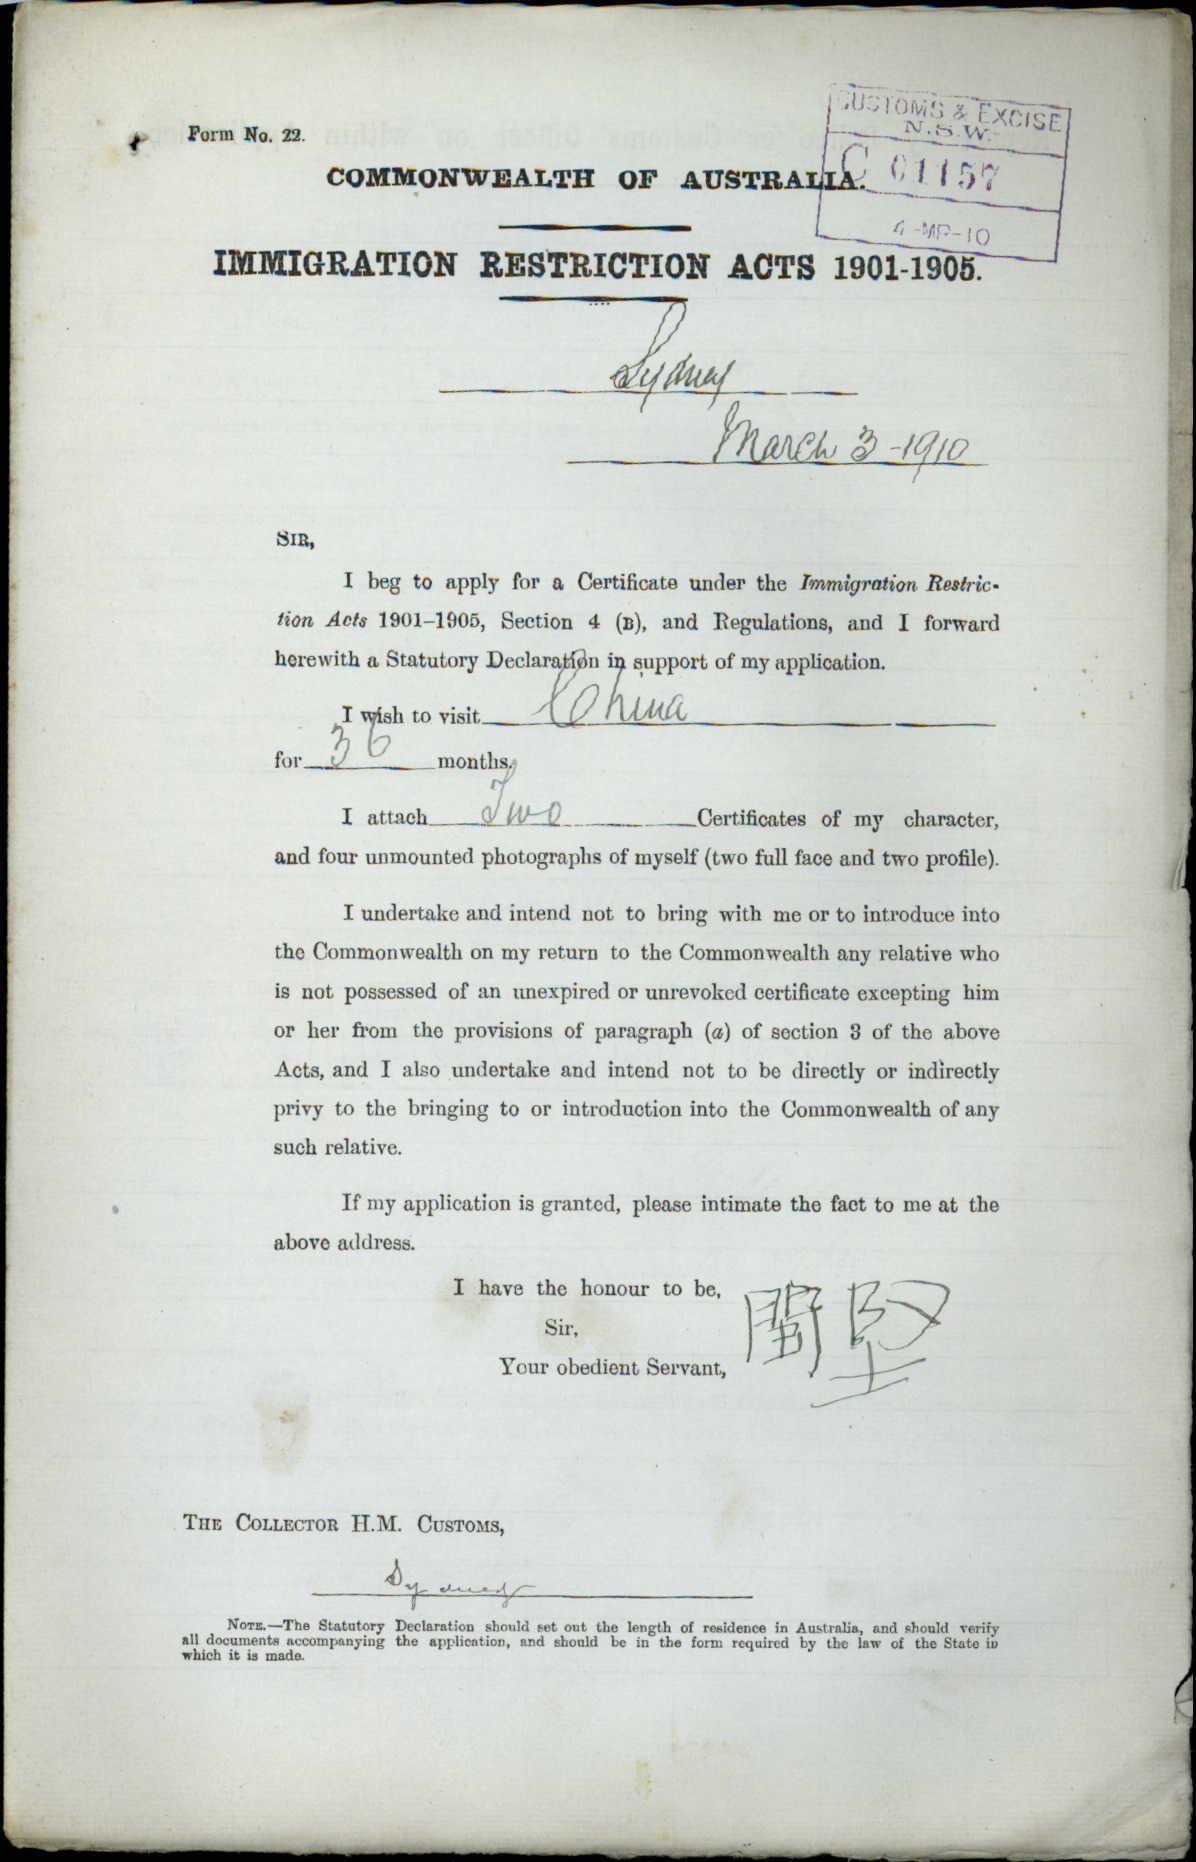 Form No. 22.
CUSTOMS & EXCISE
N.S.W.
C 01157
4-MR-10
COMMONWEALTH OF AUSTRALIA.
IMMIGRATION RESTRICTION ACTS 1901-1905.
Sydney
March 3-1910
SIR,
I beg to apply for a Certificate under the Immigration Restric-
tion Acts 1901–1905, Section 4 (B), and Regulations, and I forward
herewith a Statutory Declaration in support of my application.
I wish to visit China
for 36 months.
I attach Two Certificates of my character,
and four unmounted photographs of myself (two full face and two profile).
I undertake and intend not to bring with me or to introduce into
the Commonwealth on my return to the Commonwealth any relative who
is not possessed of an unexpired or unrevoked certificate excepting him
or her from the provisions of paragraph (a) of section 3 of the above
Acts, and I also undertake and intend not to be directly or indirectly
privy to the bringing to or introduction into the Commonwealth of any
such relative.
If my application is granted, please intimate the fact to me at the
above address.
I have the honour to be,
Sir,
Your obedient Servant,
THE COLLECTOR H.M. CUSTOMS,
Sydney
NOTE.—The Statutory Declaration should set out the length of residence in Australia, and should verify
all documents accompanying the application, and should be in the form required by the law of the State in
which it is made.